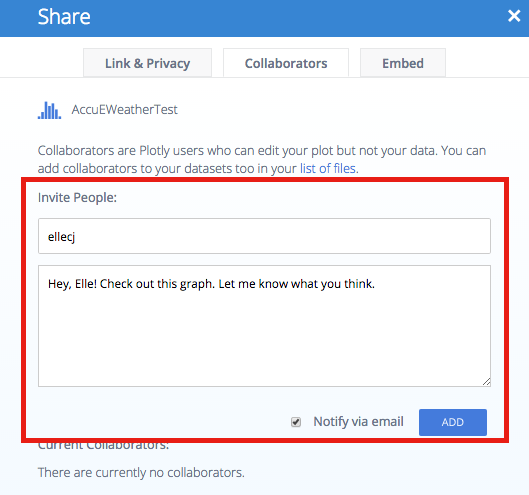 Share
Link & Privacy
Collaborators
Embed
AccuEWeatherTest
Collaborators are Plotly users who can edit your plot but not your data. You can
add collaborators to your datasets too in your list of files.
Invite People:
ellecj
Hey, Elle! Check out this graph. Let me know what you think.
Notify via email
ADD
Current Collaborators:
There are currently no collaborators.